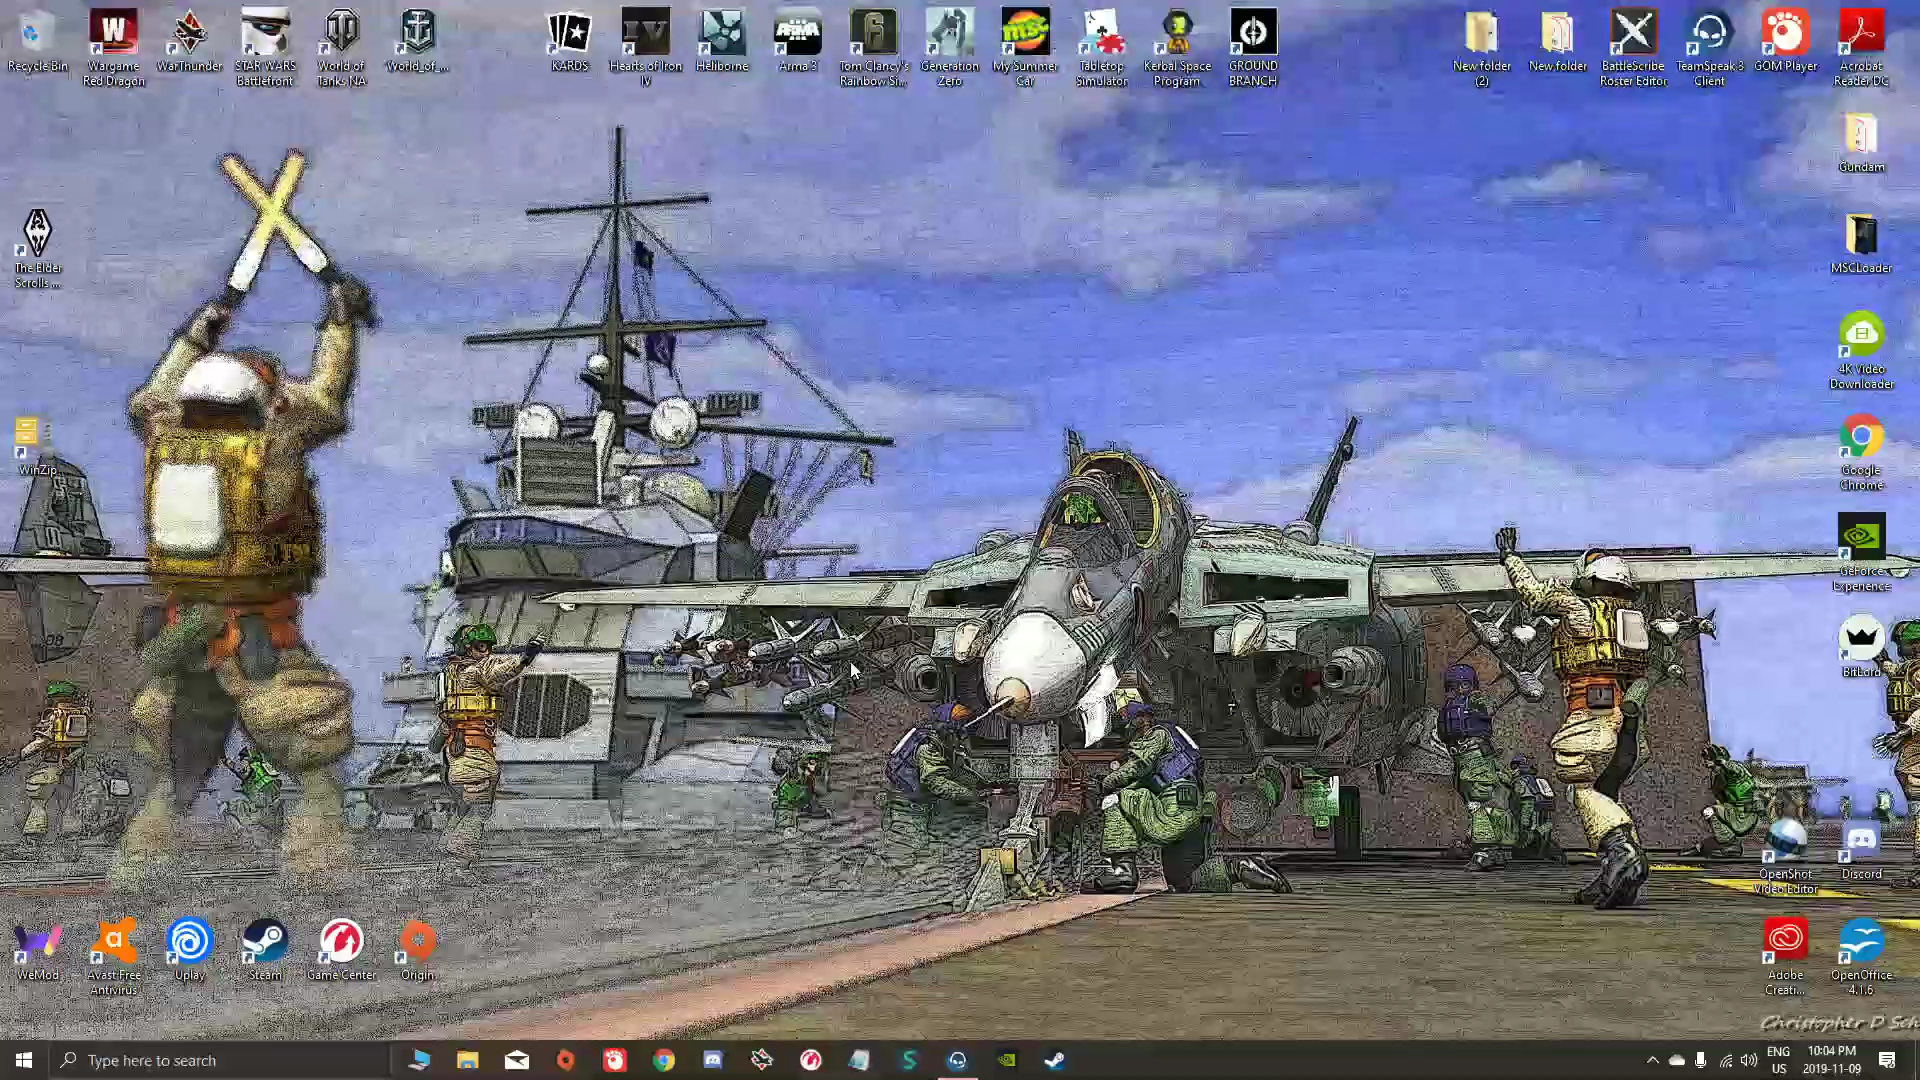 Recycle Bin
Wargame
Red Dragon
WarThunder
STAR WARS
Battlefront
World of
Tanks NA
World_of_...
KARDS
Hearts of Iron
IV
Heliborne
Arma 3
Tom Clancy's
Rainbow Si...
Generation
Zero
My Summer
Car
Tabletop
Simulator
Kerbal Space
Program
GROUND
BRANCH
New folder
(2)
New folder
BattleScribe
Roster Editor
TeamSpeak 3
Client
GOM Player
Acrobat
Reader DC
Gundam
The Elder
Scrolls ...
MSCLoader
4K Video
Downloader
WinZip
Google
Chrome
GeForce
Experience
BitLord
OpenShot
Video Editor
Discord
WeMod
Avast Free
Antivirus
Uplay
Steam
Game Center
Origin
Adobe
Creati...
OpenOffice
4.1.6
Christopher D Sch
Type here to search
ENG
US
10:04 PM
2019-11-09